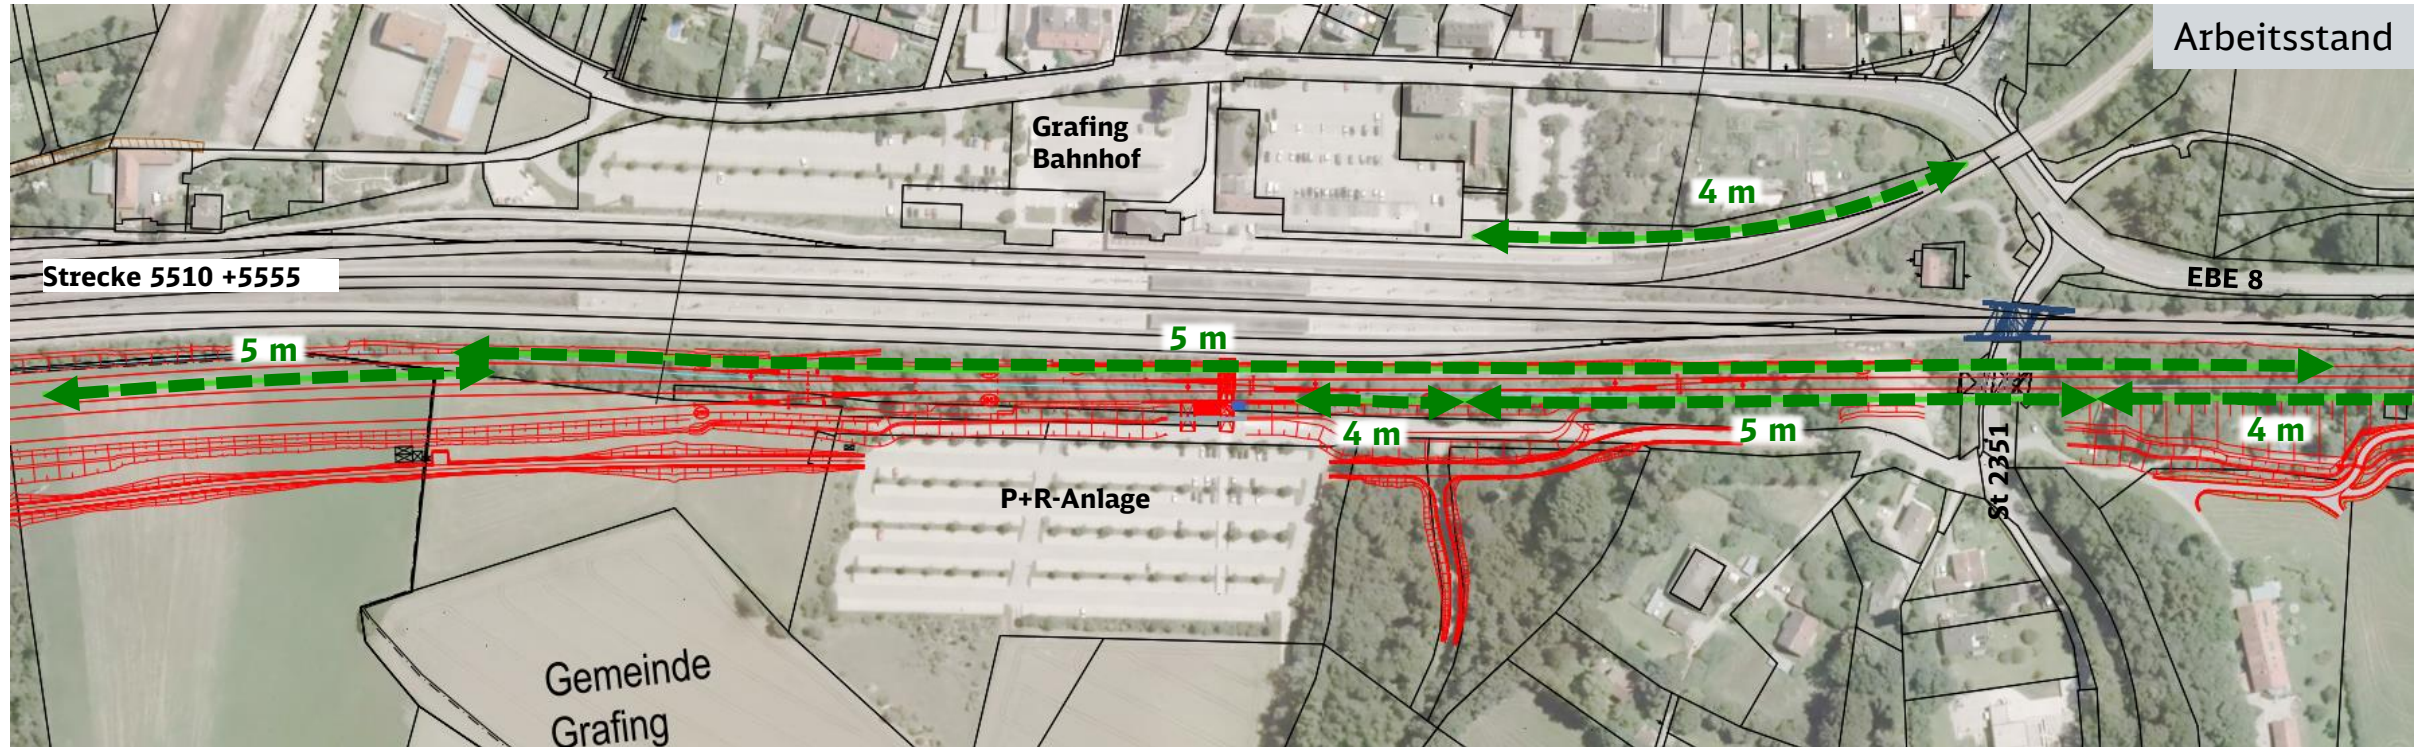 Arbeitsstand
Grafing
Bahnhof
4 m
Strecke 5510 +5555
EBE 8
5 m
5 m
4 m
5 m
4 m
St 2351
P+R-Anlage
Gemeinde
Grafing